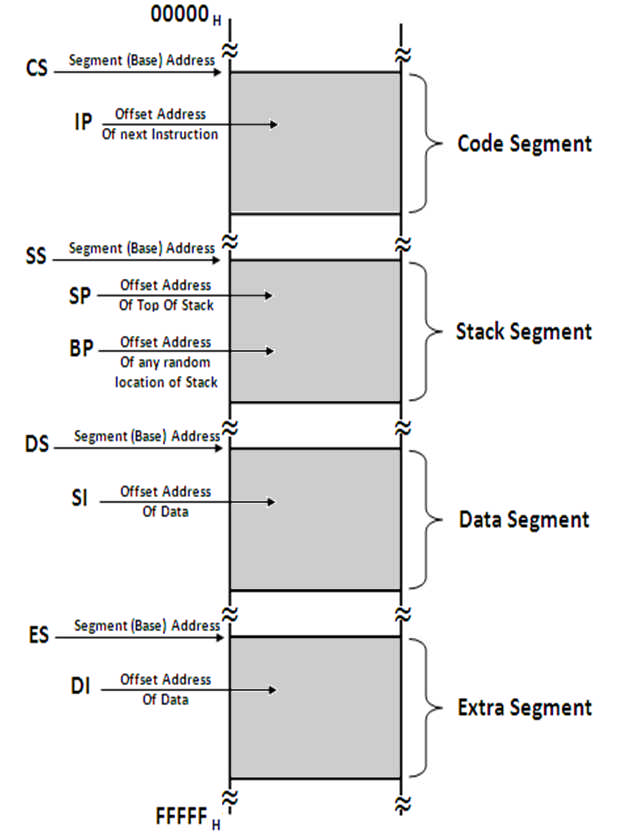 00000 H
CS Segment (Base) Address
IP Offset Address
Of next Instruction
Code Segment
SS Segment (Base) Address
SP Offset Address
Of Top Of Stack
BP Offset Address
Of any random
location of Stack
Stack Segment
DS Segment (Base) Address
SI Offset Address
Of Data
Data Segment
ES Segment (Base) Address
DI Offset Address
Of Data
Extra Segment
FFFFF H